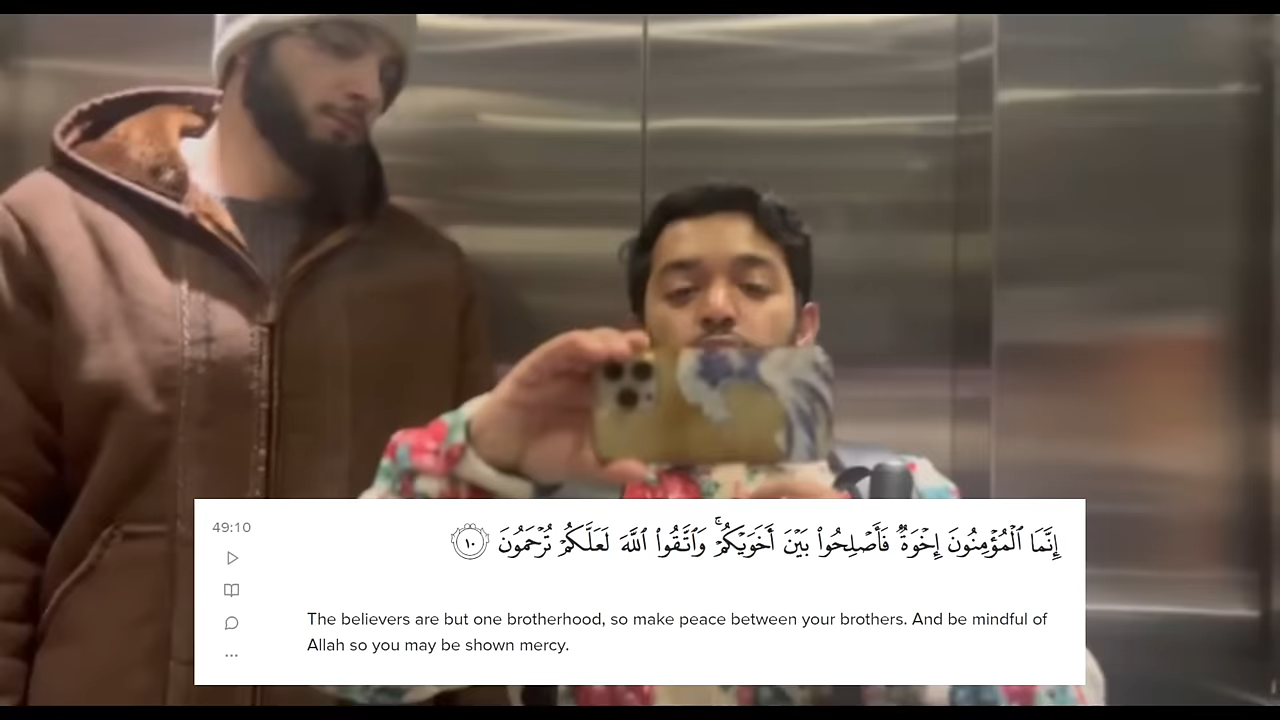 49:10
إِنَّمَا ٱلْمُؤْمِنُونَ إِخْوَةٌ فَأَصْلِحُوا۟ بَيْنَ أَخَوَيْكُمْ ۚ وَٱتَّقُوا۟ ٱللَّهَ لَعَلَّكُمْ تُرْحَمُونَ ١٠
The believers are but one brotherhood, so make peace between your brothers. And be mindful of
Allah so you may be shown mercy.